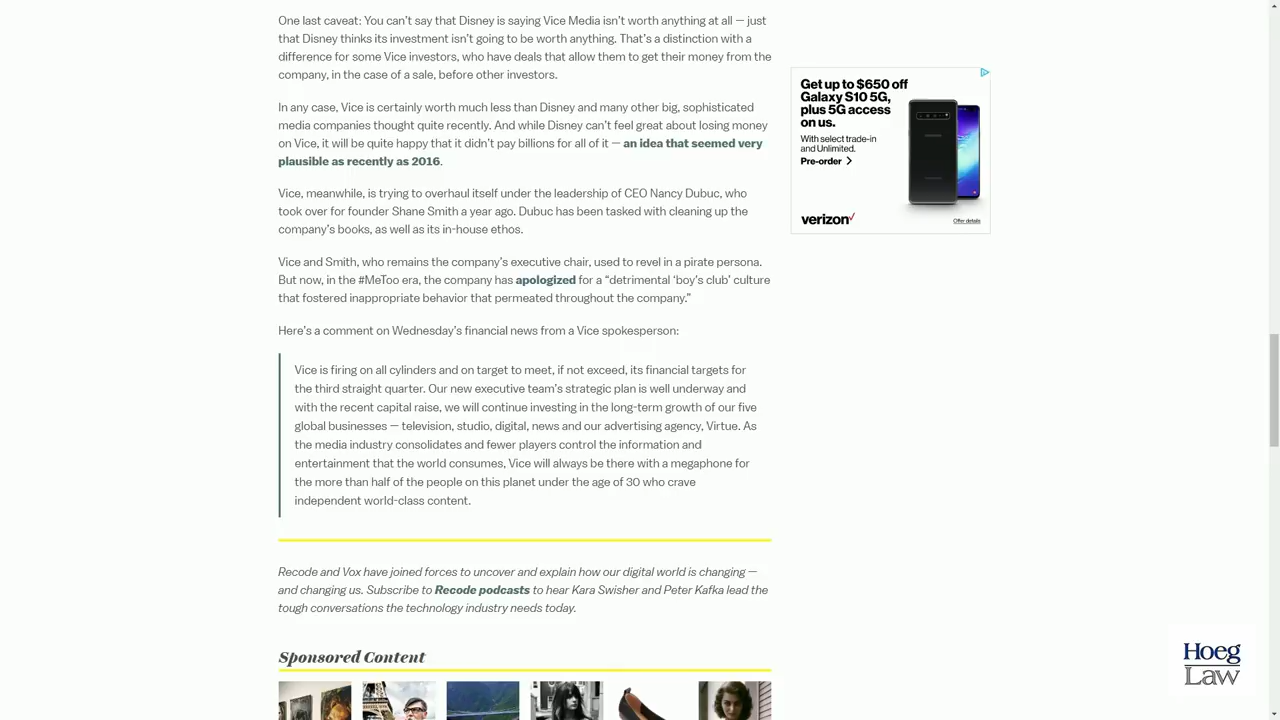 One last caveat: You can’t say that Disney is saying Vice Media isn’t worth anything at all — just
that Disney thinks its investment isn’t going to be worth anything. That’s a distinction with a
difference for some Vice investors, who have deals that allow them to get their money from the
company, in the case of a sale, before other investors.
In any case, Vice is certainly worth much less than Disney and many other big, sophisticated
media companies thought quite recently. And while Disney can’t feel great about losing money
on Vice, it will be quite happy that it didn’t pay billions for all of it — an idea that seemed very
plausible as recently as 2016.
Vice, meanwhile, is trying to overhaul itself under the leadership of CEO Nancy Dubuc, who
took over for founder Shane Smith a year ago. Dubuc has been tasked with cleaning up the
company’s books, as well as its in-house ethos.
Vice and Smith, who remains the company’s executive chair, used to revel in a pirate persona.
But now, in the #MeToo era, the company has apologized for a “detrimental ‘boy’s club’ culture
that fostered inappropriate behavior that permeated throughout the company.”
Here’s a comment on Wednesday’s financial news from a Vice spokesperson:
Vice is firing on all cylinders and on target to meet, if not exceed, its financial targets for
the third straight quarter. Our new executive team’s strategic plan is well underway and
with the recent capital raise, we will continue investing in the long-term growth of our five
global businesses — television, studio, digital, news and our advertising agency, Virtue. As
the media industry consolidates and fewer players control the information and
entertainment that the world consumes, Vice will always be there with a megaphone for
the more than half of the people on this planet under the age of 30 who crave
independent world-class content.
Recode and Vox have joined forces to uncover and explain how our digital world is changing —
and changing us. Subscribe to Recode podcasts to hear Kara Swisher and Peter Kafka lead the
tough conversations the technology industry needs today.
Sponsored Content
Get up to $650 off
Galaxy S10 5G,
plus 5G access
on us.
With select trade-in
and Unlimited.
Pre-order
verizon
Offer details
Hoeg
Law